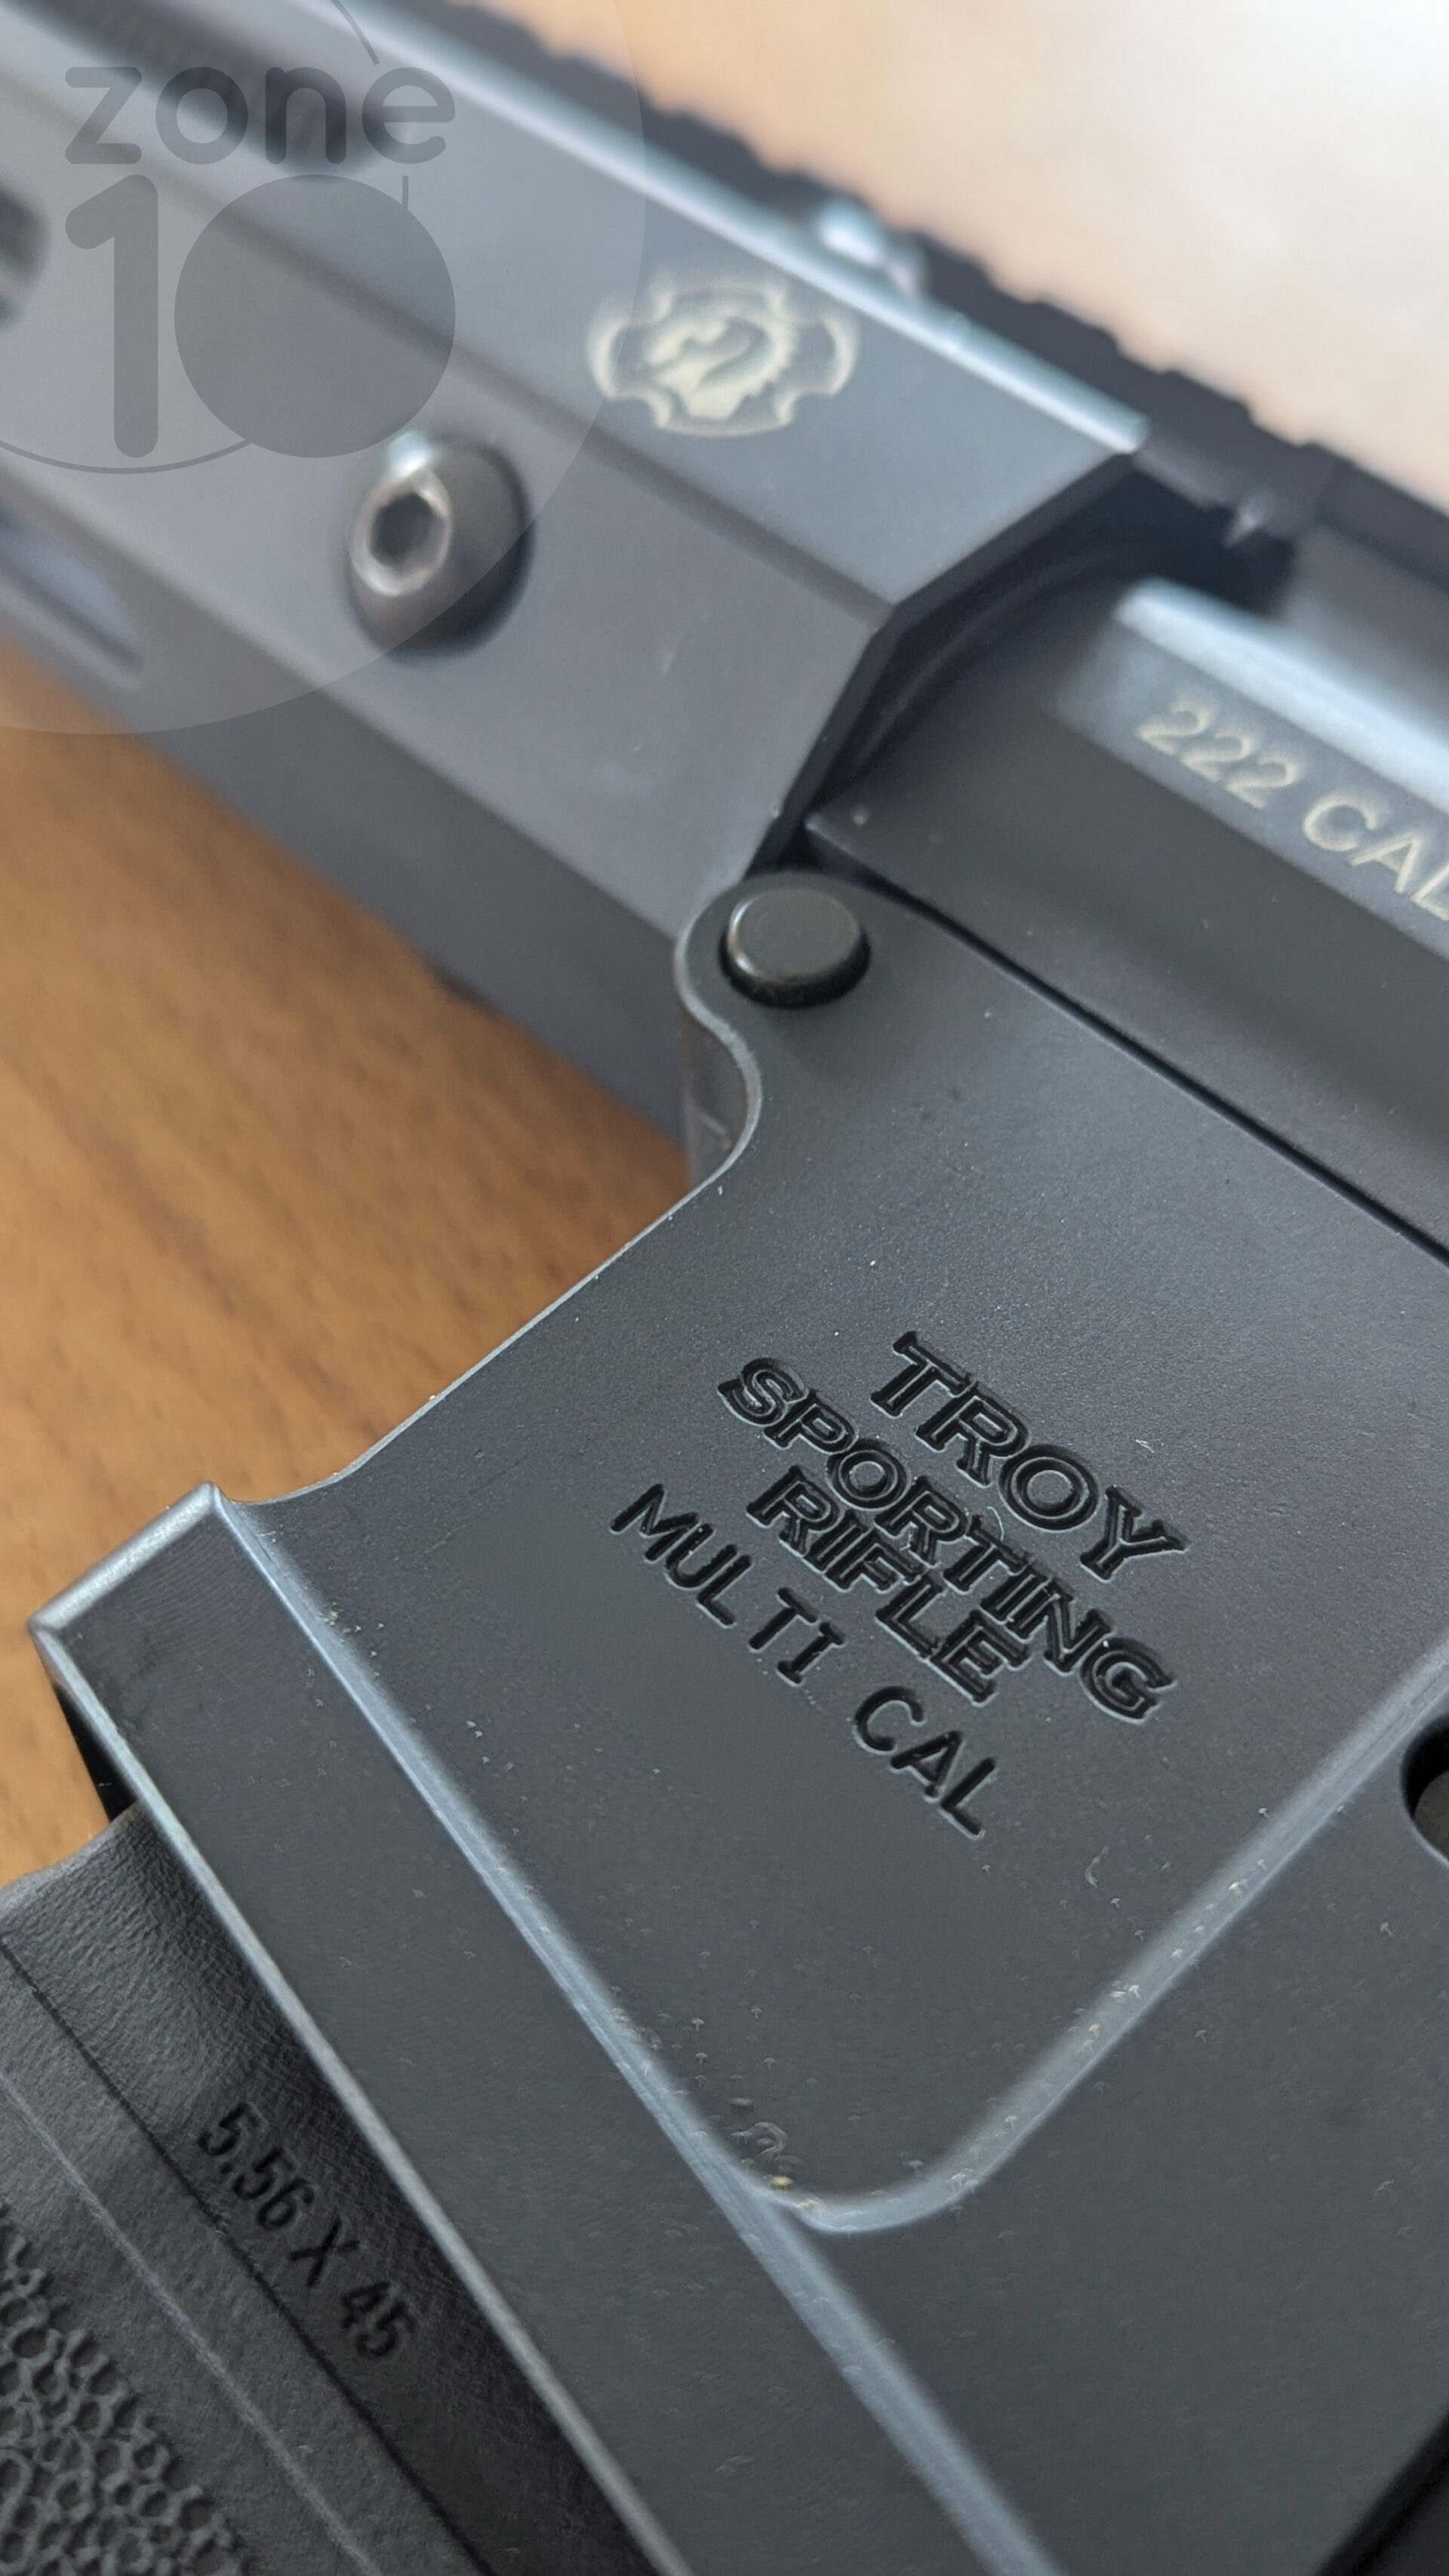 zone
10
222 CAL
TROY
SPORTING
RIFLE
MULTI CAL
5.56 X 45